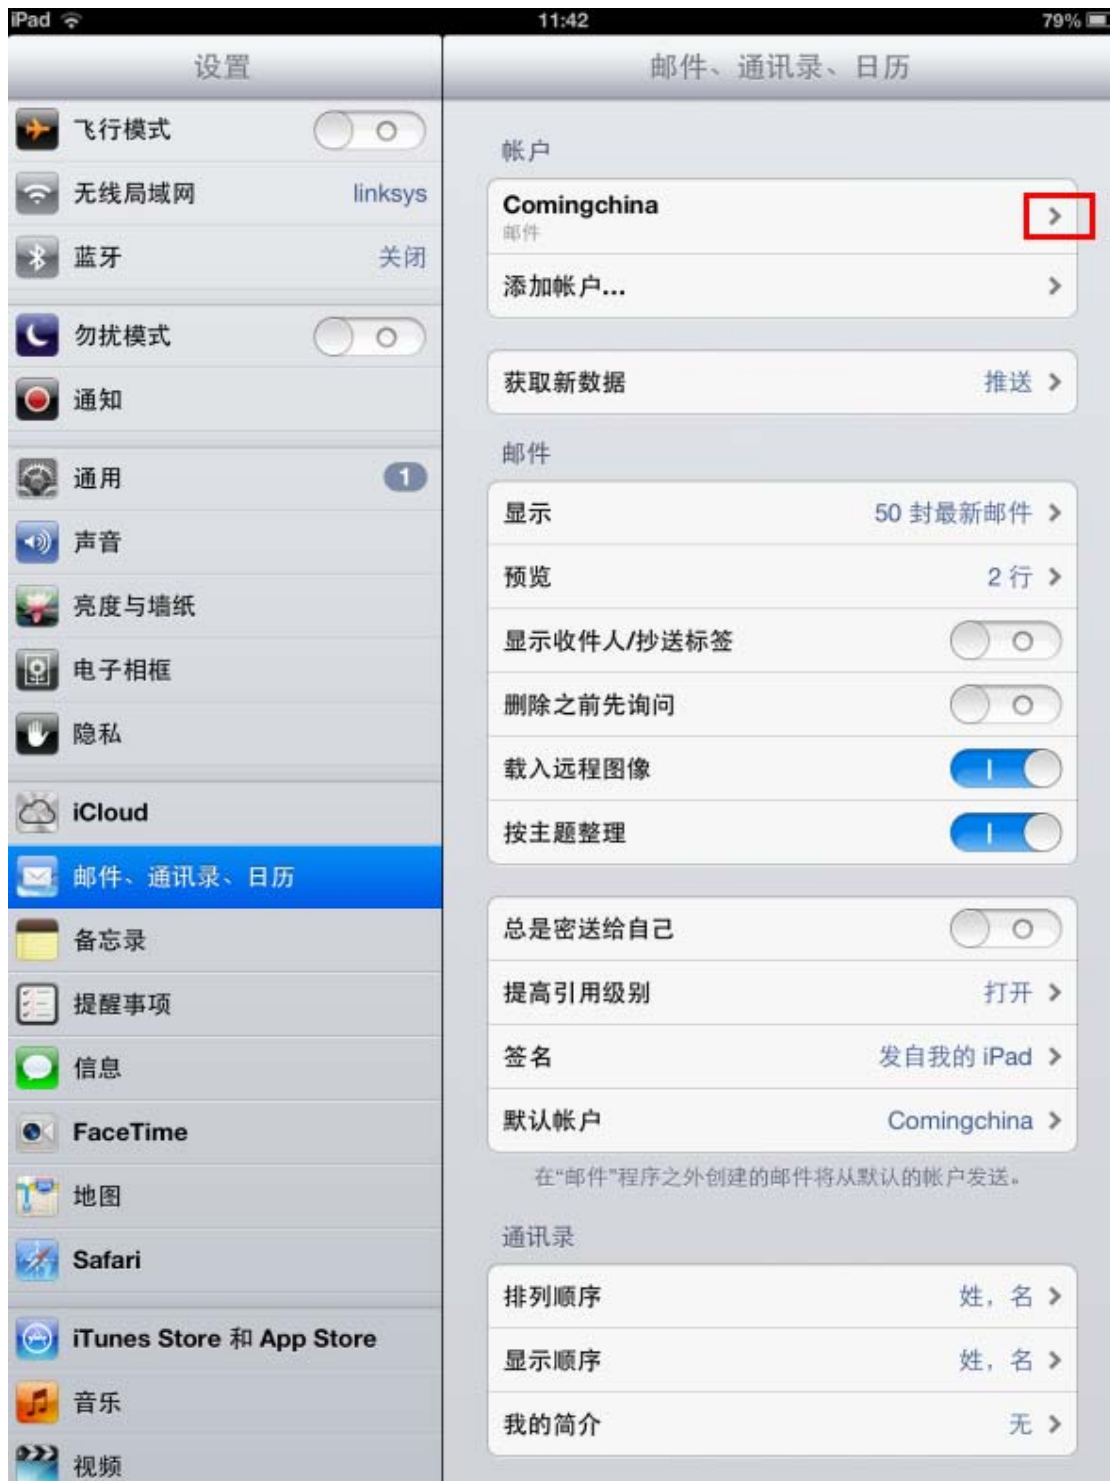 iPad 11:42 79%
设置
飞行模式
无线局域网 linksys
蓝牙 关闭
勿扰模式
通知
通用 1
声音
亮度与墙纸
电子相框
隐私
iCloud
邮件、通讯录、日历
备忘录
提醒事项
信息
FaceTime
地图
Safari
iTunes Store 和 App Store
音乐
视频
邮件、通讯录、日历
帐户
Comingchina
邮件
添加帐户...
获取新数据 推送
邮件
显示 50 封最新邮件
预览 2 行
显示收件人/抄送标签
删除之前先询问
载入远程图像
按主题整理
总是密送给自己
提高引用级别 打开
签名 发自我的 iPad
默认帐户 Comingchina
在“邮件”程序之外创建的邮件将从默认的帐户发送。
通讯录
排列顺序 姓，名
显示顺序 姓，名
我的简介 无